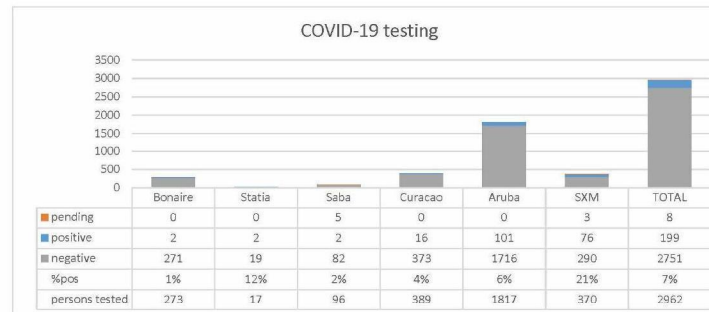 COVID-19 testing
3500
3000
2500
2000
1500
1000
500
0
Bonaire Statia Saba Curacao Aruba SXM TOTAL
pending 0 0 5 0 0 3 8
positive 2 2 2 16 101 76 199
negative 271 19 82 373 1716 290 2751
%pos 1% 12% 2% 4% 6% 21% 7%
persons tested 273 17 96 389 1817 370 2962